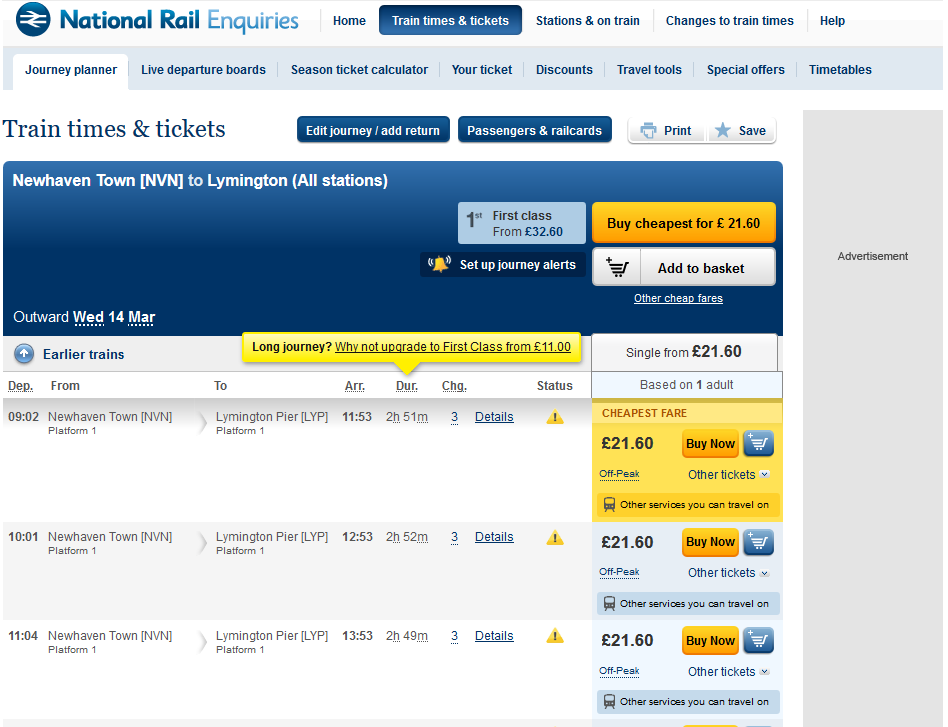 National Rail Enquiries
Home
Train times & tickets
Stations & on train
Changes to train times
Help
Journey planner
Live departure boards
Season ticket calculator
Your ticket
Discounts
Travel tools
Special offers
Timetables
Train times & tickets
Edit journey / add return
Passengers & railcards
Print
Save
Newhaven Town [NVN] to Lymington (All stations)
1st First class
From £32.60
Buy cheapest for £ 21.60
Set up journey alerts
Add to basket
Other cheap fares
Advertisement
Outward Wed 14 Mar
Earlier trains
Long journey? Why not upgrade to First Class from £11.00
Single from £21.60
Dep. From To Arr. Dur. Chg. Status
Based on 1 adult
09:02 Newhaven Town [NVN] Lymington Pier [LYP] 11:53 2h 51m 3 Details
Platform 1 Platform 1
CHEAPEST FARE
£21.60 Buy Now
Off-Peak Other tickets
Other services you can travel on
10:01 Newhaven Town [NVN] Lymington Pier [LYP] 12:53 2h 52m 3 Details
Platform 1 Platform 1
£21.60 Buy Now
Off-Peak Other tickets
Other services you can travel on
11:04 Newhaven Town [NVN] Lymington Pier [LYP] 13:53 2h 49m 3 Details
Platform 1 Platform 1
£21.60 Buy Now
Off-Peak Other tickets
Other services you can travel on